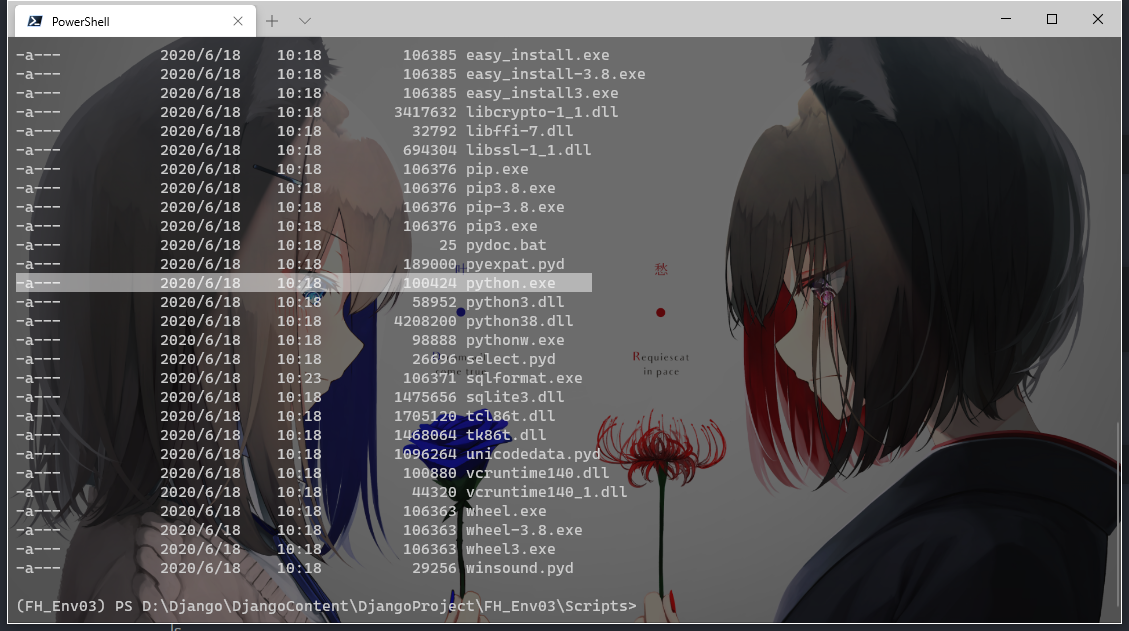 PowerShell
-a--- 2020/6/18 10:18 106385 easy_install.exe
-a--- 2020/6/18 10:18 106385 easy_install-3.8.exe
-a--- 2020/6/18 10:18 106385 easy_install3.exe
-a--- 2020/6/18 10:18 3417632 libcrypto-1_1.dll
-a--- 2020/6/18 10:18 32792 libffi-7.dll
-a--- 2020/6/18 10:18 694304 libssl-1_1.dll
-a--- 2020/6/18 10:18 106376 pip.exe
-a--- 2020/6/18 10:18 106376 pip3.8.exe
-a--- 2020/6/18 10:18 106376 pip-3.8.exe
-a--- 2020/6/18 10:18 106376 pip3.exe
-a--- 2020/6/18 10:18 25 pydoc.bat
-a--- 2020/6/18 10:18 189000 pyexpat.pyd
-a--- 2020/6/18 10:18 100424 python.exe
-a--- 2020/6/18 10:18 58952 python3.dll
-a--- 2020/6/18 10:18 4208200 python38.dll
-a--- 2020/6/18 10:18 98888 pythonw.exe
-a--- 2020/6/18 10:18 26696 select.pyd
-a--- 2020/6/18 10:23 106371 sqlformat.exe
-a--- 2020/6/18 10:18 1475656 sqlite3.dll
-a--- 2020/6/18 10:18 1705120 tcl86t.dll
-a--- 2020/6/18 10:18 1468064 tk86t.dll
-a--- 2020/6/18 10:18 1096264 unicodedata.pyd
-a--- 2020/6/18 10:18 100880 vcruntime140.dll
-a--- 2020/6/18 10:18 44320 vcruntime140_1.dll
-a--- 2020/6/18 10:18 106363 wheel.exe
-a--- 2020/6/18 10:18 106363 wheel-3.8.exe
-a--- 2020/6/18 10:18 106363 wheel3.exe
-a--- 2020/6/18 10:18 29256 winsound.pyd
(FH_Env03) PS D:\Django\DjangoContent\DjangoProject\FH_Env03\Scripts>
愁
Requiescat
in pace